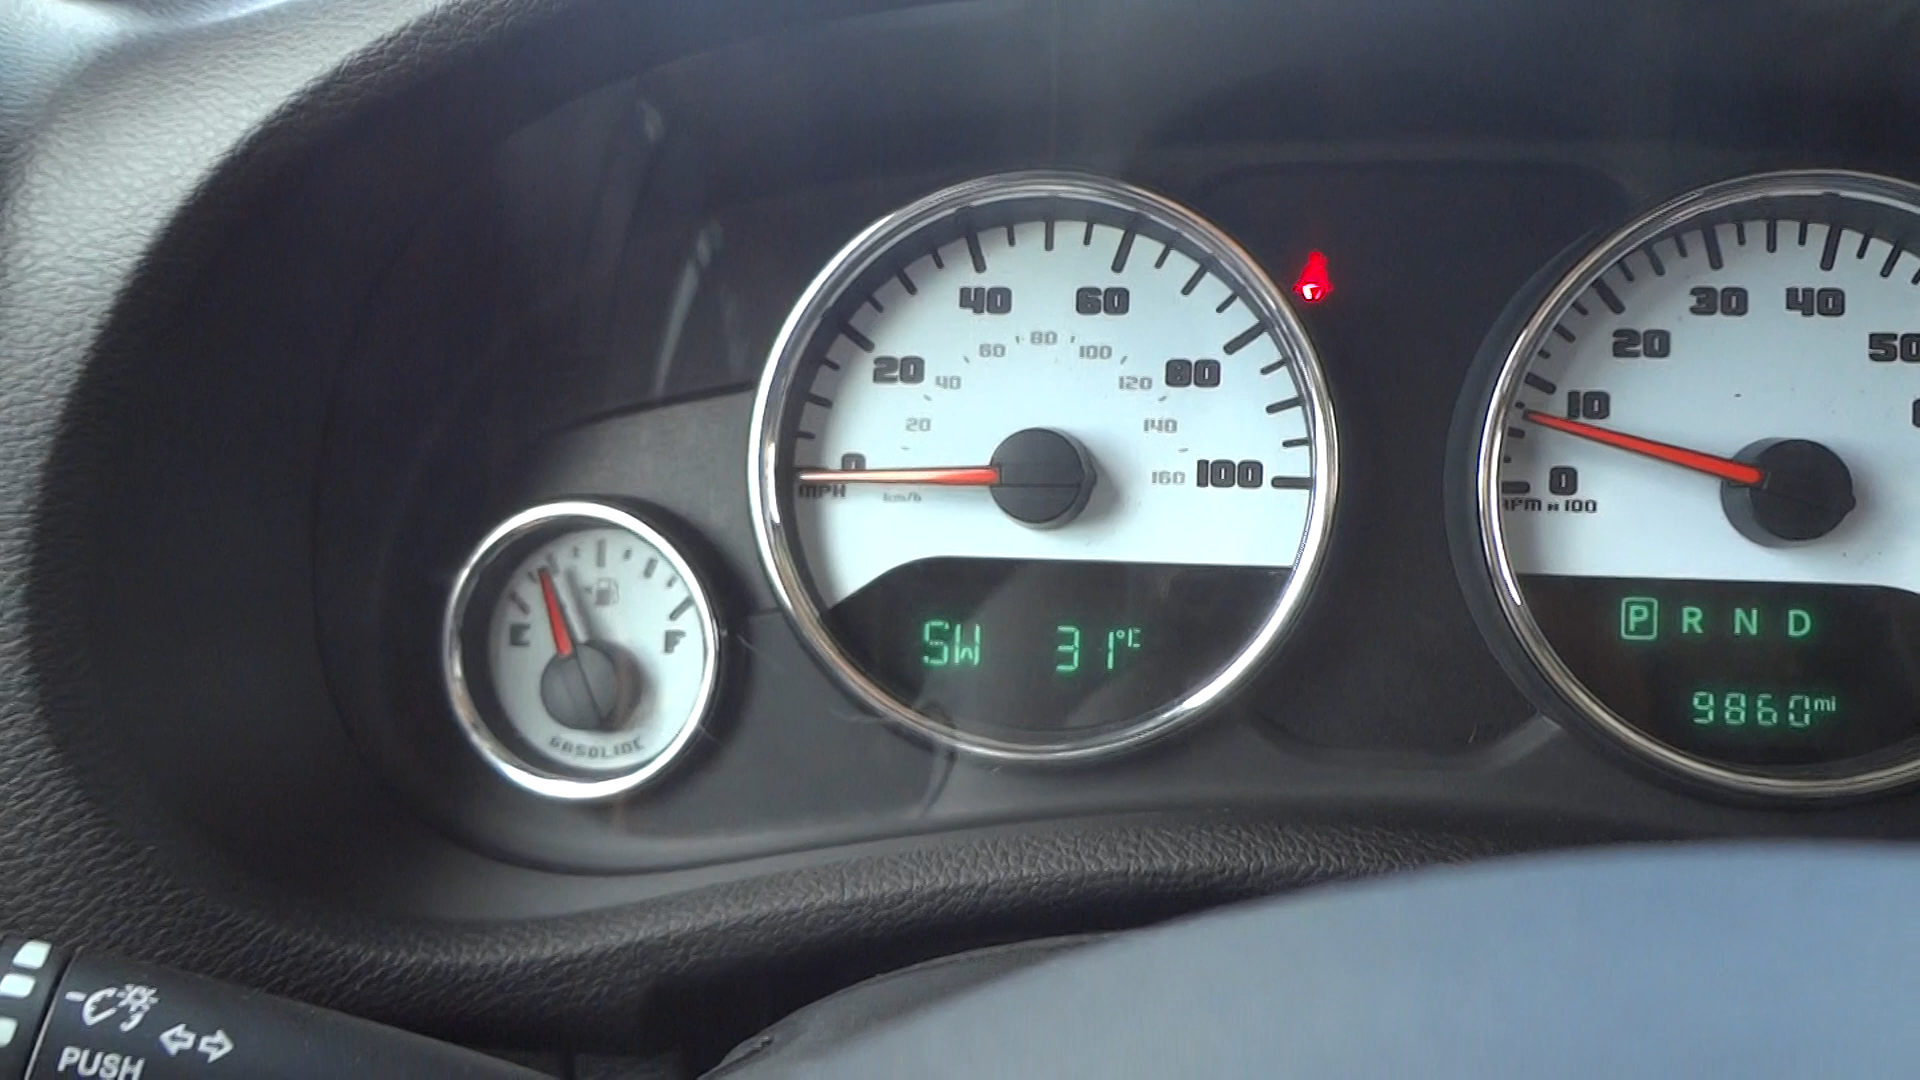 40 60
20 80
0 100
MPH
60 80 100
40 120
20 140
160
km/h
SW 31°C
E F
GASOLINE
30 40
20 50
10
0
RPM x 100
P R N D
9860 mi
PUSH